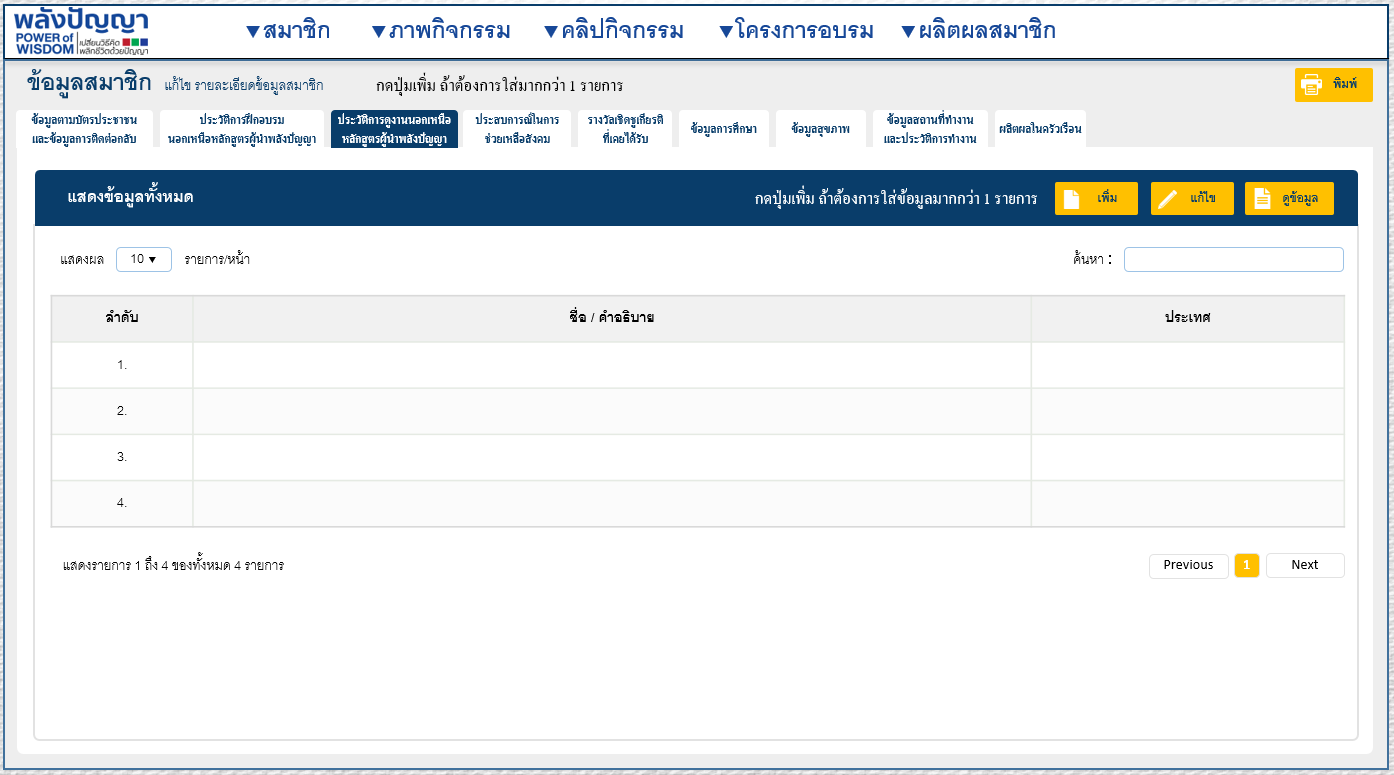 พลังปัญญา
POWER of
WISDOM
เปลี่ยนวิธีคิด
พลิกชีวิตด้วยปัญญา
▼สมาชิก ▼ภาพกิจกรรม ▼คลิปกิจกรรม ▼โครงการอบรม ▼ผลิตผลสมาชิก
ข้อมูลสมาชิก แก้ไข รายละเอียดข้อมูลสมาชิก กดปุ่มเพิ่ม ถ้าต้องการใส่มากกว่า 1 รายการ พิมพ์
ข้อมูลตามบัตรประชาชน
และข้อมูลการติดต่อกลับ
ประวัติการฝึกอบรม
นอกเหนือหลักสูตรผู้นำพลังปัญญา
ประวัติการดูงานนอกเหนือ
หลักสูตรผู้นำพลังปัญญา
ประสบการณ์ในการ
ช่วยเหลือสังคม
รางวัลเชิดชูเกียรติ
ที่เคยได้รับ
ข้อมูลการศึกษา
ข้อมูลสุขภาพ
ข้อมูลสถานที่ทำงาน
และประวัติการทำงาน
ผลิตผลในครัวเรือน
แสดงข้อมูลทั้งหมด กดปุ่มเพิ่ม ถ้าต้องการใส่ข้อมูลมากกว่า 1 รายการ เพิ่ม แก้ไข ดูข้อมูล
แสดงผล 10 ▼ รายการ/หน้า ค้นหา :
ลำดับ ชื่อ / คำอธิบาย ประเทศ
1.
2.
3.
4.
แสดงรายการ 1 ถึง 4 ของทั้งหมด 4 รายการ Previous 1 Next